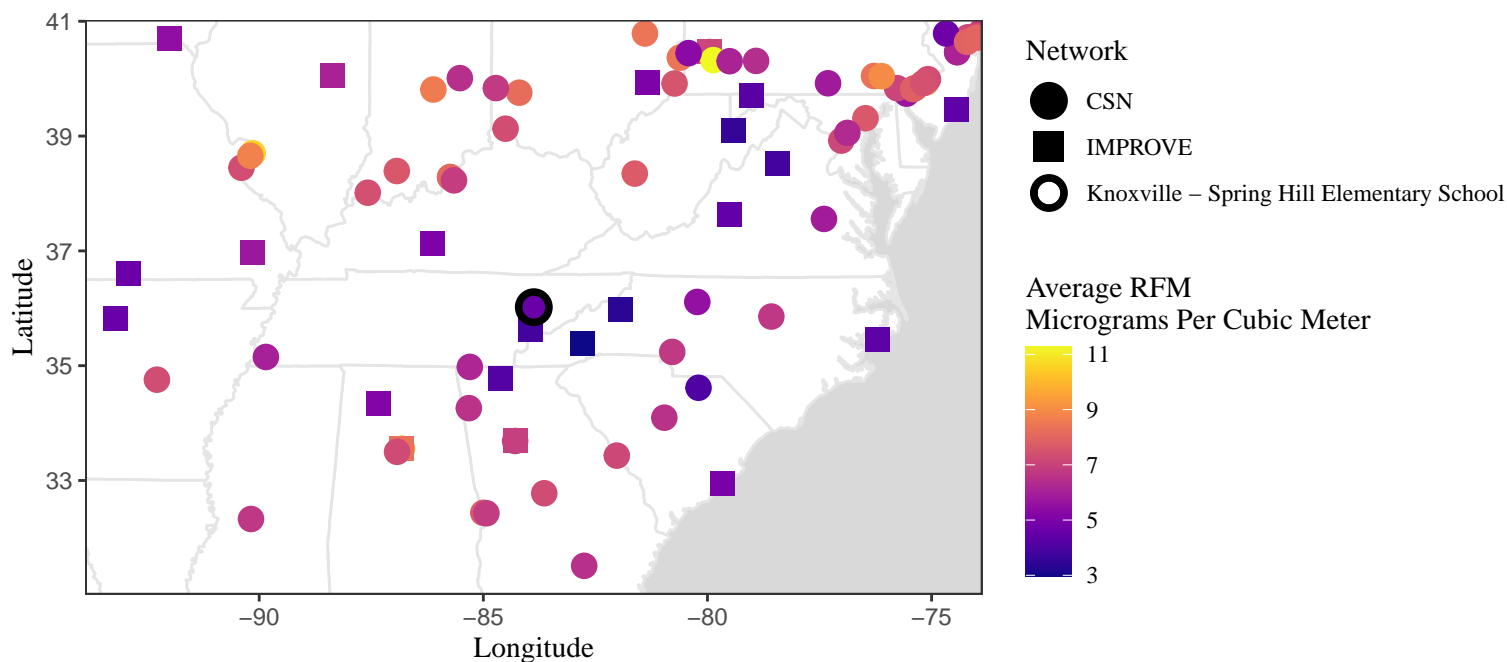 41
39
37
35
33
Latitude
−90
−85
−80
−75
Longitude
Network
CSN
IMPROVE
Knoxville − Spring Hill Elementary School
Average RFM
Micrograms Per Cubic Meter
11
9
7
5
3